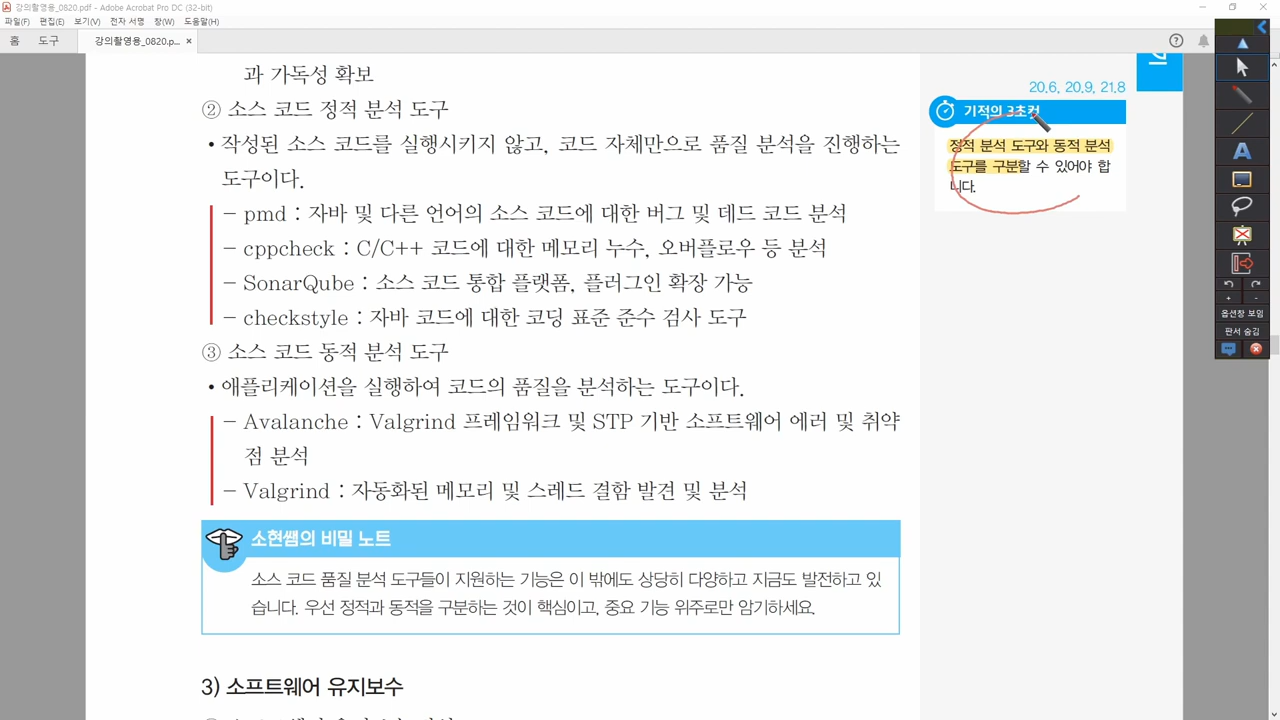 강의촬영용_0820.pdf - Adobe Acrobat Pro DC (32-bit)
파일(F) 편집(E) 보기(V) 전자 서명 창(W) 도움말(H)
홈 도구 강의촬영용_0820.p... ×
과 가독성 확보
② 소스 코드 정적 분석 도구
• 작성된 소스 코드를 실행시키지 않고, 코드 자체만으로 품질 분석을 진행하는
도구이다.
– pmd : 자바 및 다른 언어의 소스 코드에 대한 버그 및 데드 코드 분석
– cppcheck : C/C++ 코드에 대한 메모리 누수, 오버플로우 등 분석
– SonarQube : 소스 코드 통합 플랫폼, 플러그인 확장 가능
– checkstyle : 자바 코드에 대한 코딩 표준 준수 검사 도구
③ 소스 코드 동적 분석 도구
• 애플리케이션을 실행하여 코드의 품질을 분석하는 도구이다.
– Avalanche : Valgrind 프레임워크 및 STP 기반 소프트웨어 에러 및 취약
점 분석
– Valgrind : 자동화된 메모리 및 스레드 결함 발견 및 분석
소현쌤의 비밀 노트
소스 코드 품질 분석 도구들이 지원하는 기능은 이 밖에도 상당히 다양하고 지금도 발전하고 있
습니다. 우선 정적과 동적을 구분하는 것이 핵심이고, 중요 기능 위주로만 암기하세요.
3) 소프트웨어 유지보수
20.6, 20.9, 21.8
기적의 3초컷
정적 분석 도구와 동적 분석
도구를 구분할 수 있어야 합
니다.
A
+ -
옵션창 보임
판서 숨김